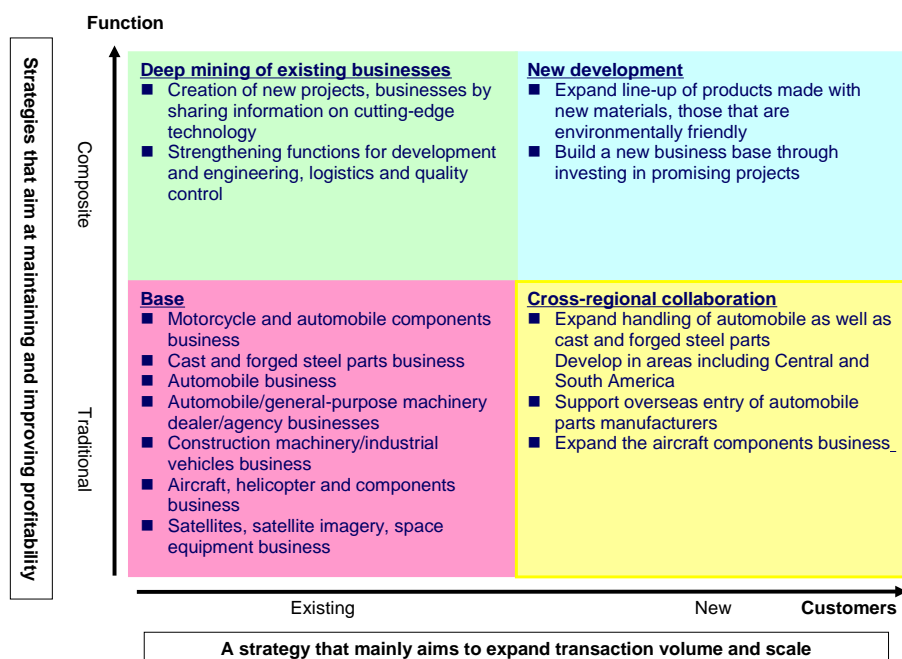 Function
Strategies that aim at maintaining and improving profitability
Composite
Deep mining of existing businesses
■ Creation of new projects, businesses by
sharing information on cutting-edge
technology
■ Strengthening functions for development
and engineering, logistics and quality
control
New development
■ Expand line-up of products made with
new materials, those that are
environmentally friendly
■ Build a new business base through
investing in promising projects
Traditional
Base
■ Motorcycle and automobile components
business
■ Cast and forged steel parts business
■ Automobile business
■ Automobile/general-purpose machinery
dealer/agency businesses
■ Construction machinery/industrial
vehicles business
■ Aircraft, helicopter and components
business
■ Satellites, satellite imagery, space
equipment business
Cross-regional collaboration
■ Expand handling of automobile as well as
cast and forged steel parts
Develop in areas including Central and
South America
■ Support overseas entry of automobile
parts manufacturers
■ Expand the aircraft components business_
Existing
New
Customers
A strategy that mainly aims to expand transaction volume and scale